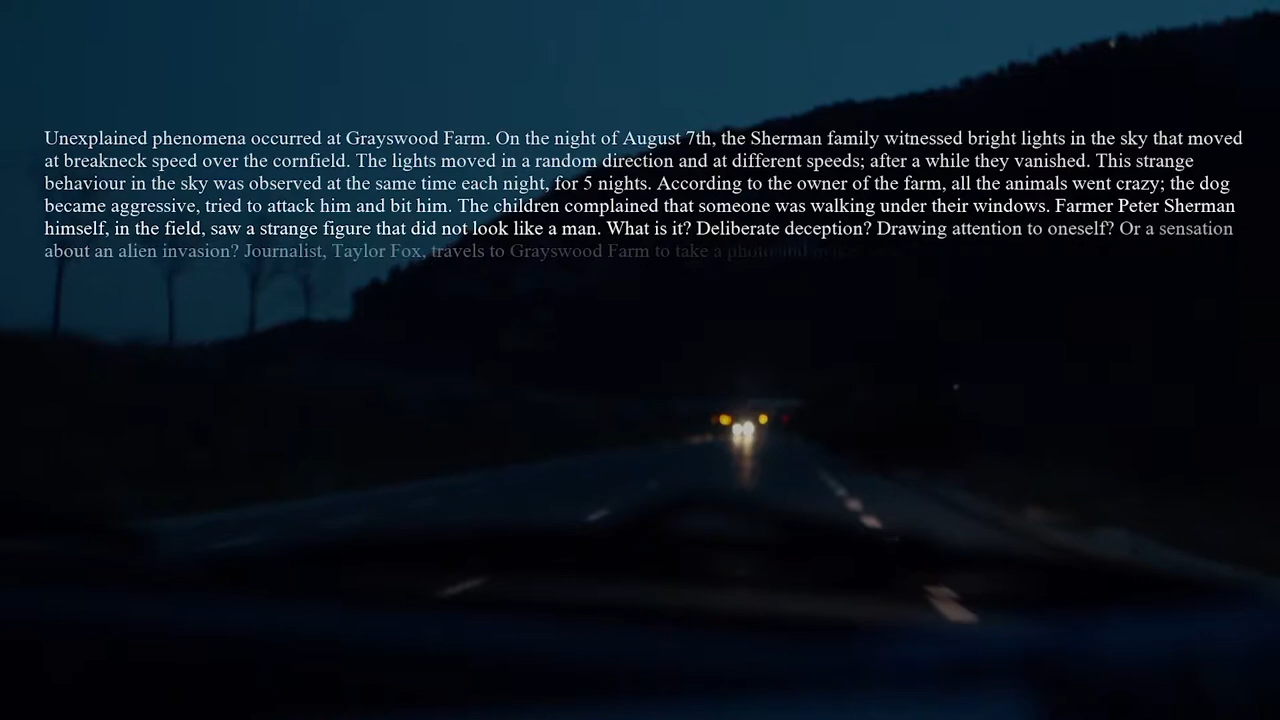 Unexplained phenomena occurred at Grayswood Farm. On the night of August 7th, the Sherman family witnessed bright lights in the sky that moved
at breakneck speed over the cornfield. The lights moved in a random direction and at different speeds; after a while they vanished. This strange
behaviour in the sky was observed at the same time each night, for 5 nights. According to the owner of the farm, all the animals went crazy; the dog
became aggressive, tried to attack him and bit him. The children complained that someone was walking under their windows. Farmer Peter Sherman
himself, in the field, saw a strange figure that did not look like a man. What is it? Deliberate deception? Drawing attention to oneself? Or a sensation
about an alien invasion? Journalist, Taylor Fox, travels to Grayswood Farm to take a photo and